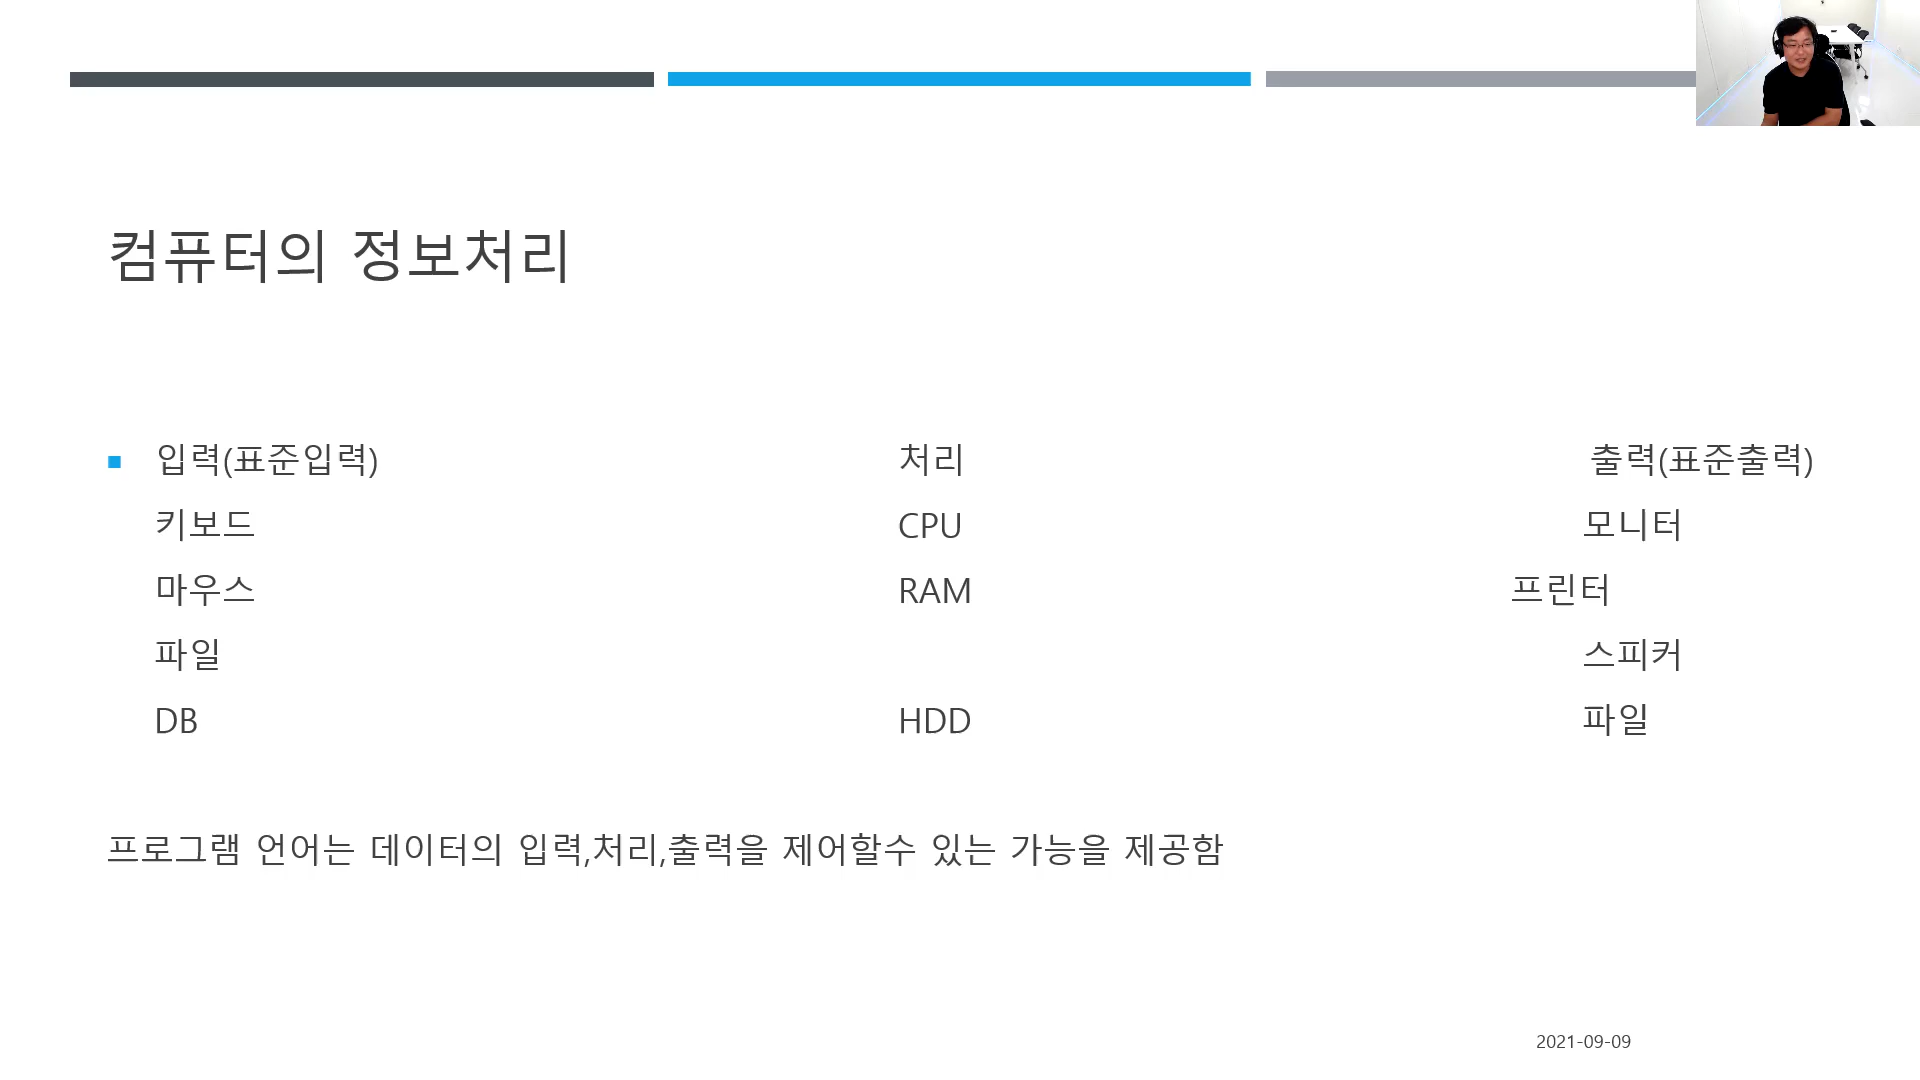 컴퓨터의 정보처리
입력(표준입력) 처리 출력(표준출력)
키보드 CPU 모니터
마우스 RAM 프린터
파일 스피커
DB HDD 파일
프로그램 언어는 데이터의 입력,처리,출력을 제어할수 있는 가능을 제공함
2021-09-09